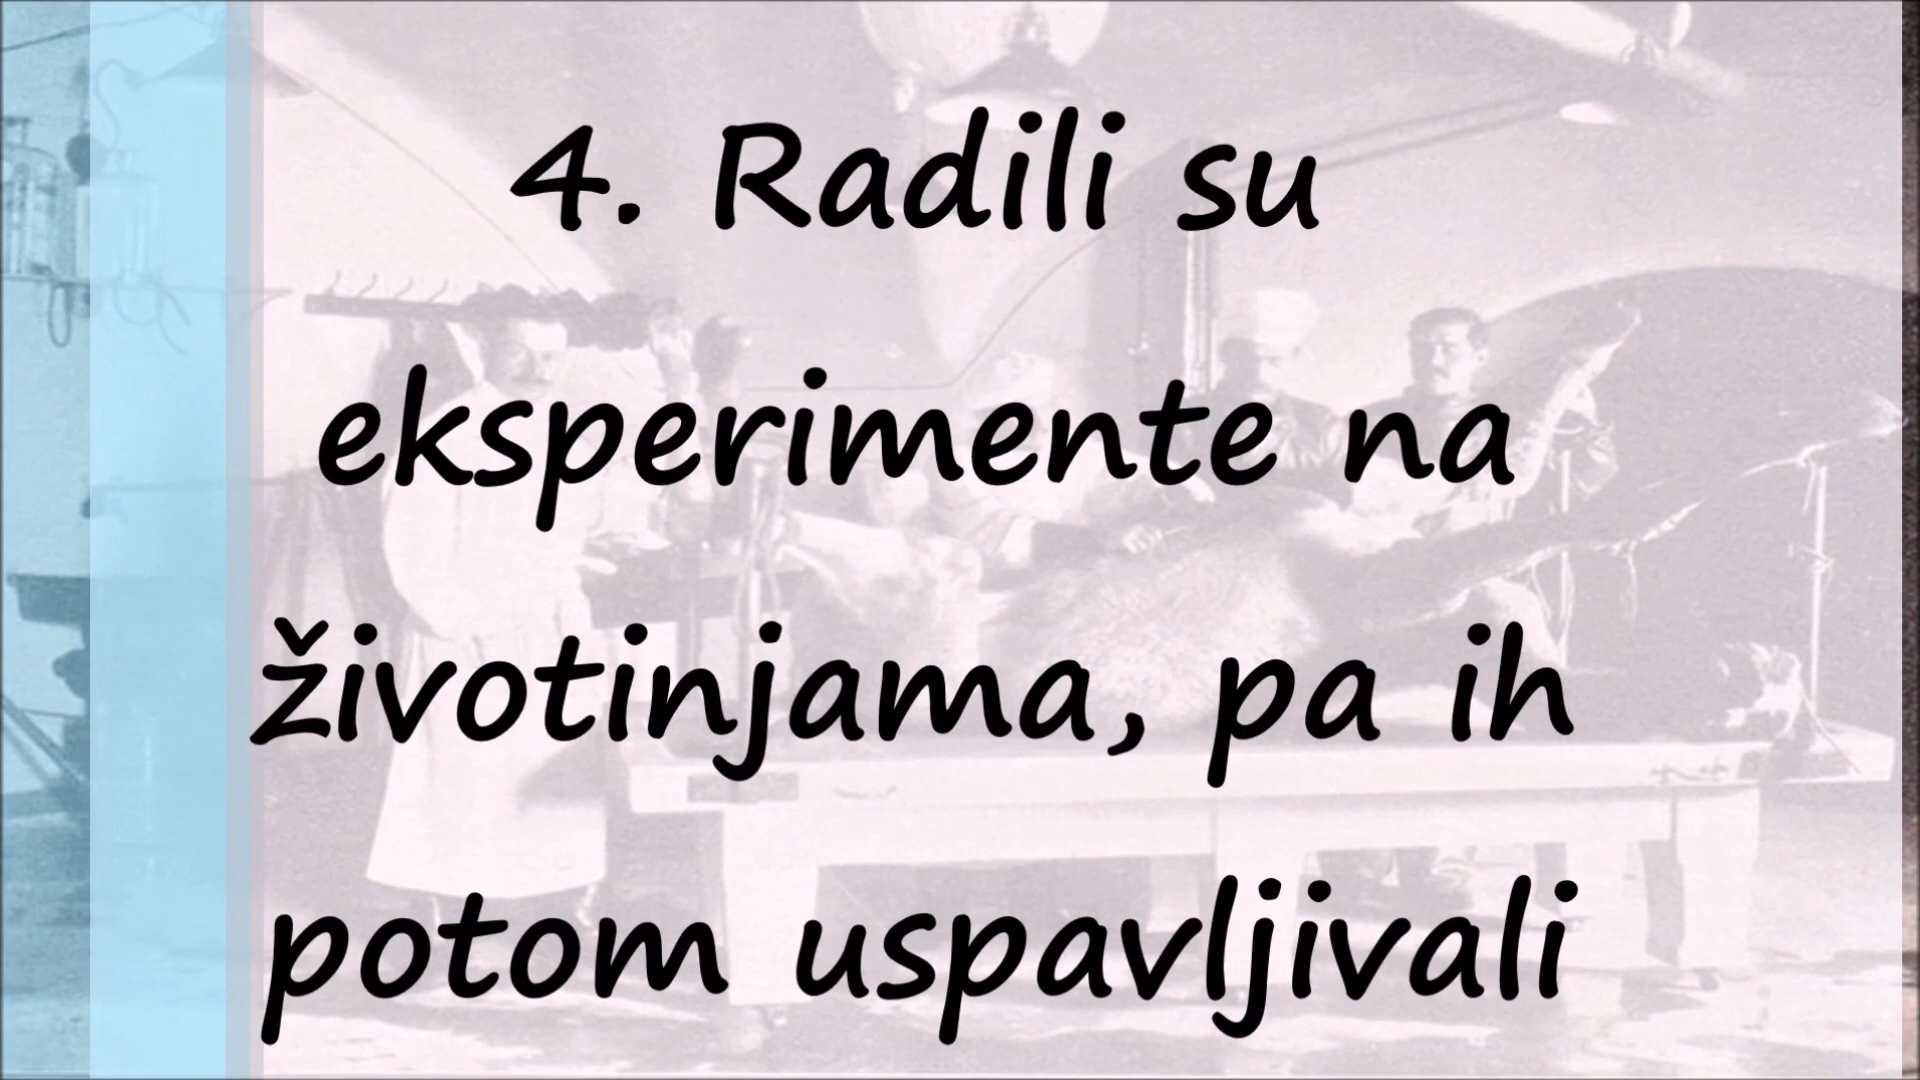 4. Radili su
eksperimente na
životinjama, pa ih
potom uspavljivali